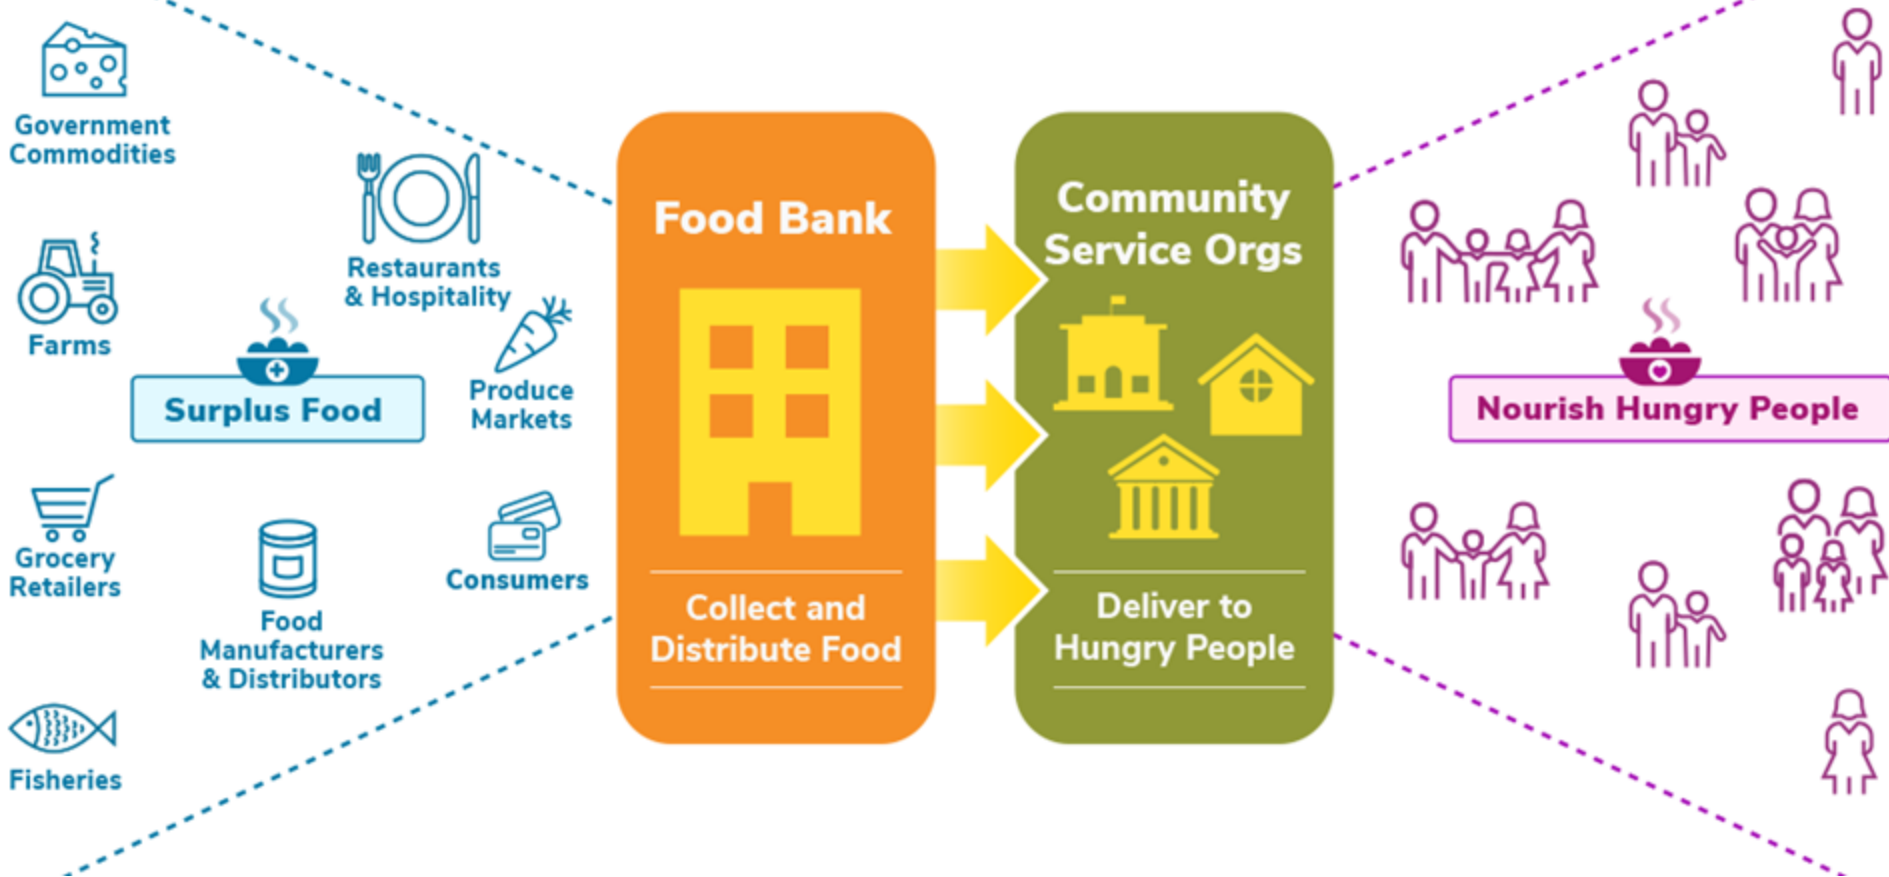 Government
Commodities
Restaurants
& Hospitality
Farms
Surplus Food
Produce
Markets
Grocery
Retailers
Food
Manufacturers
& Distributors
Consumers
Fisheries
Food Bank
Collect and
Distribute Food
Community
Service Orgs
Deliver to
Hungry People
Nourish Hungry People